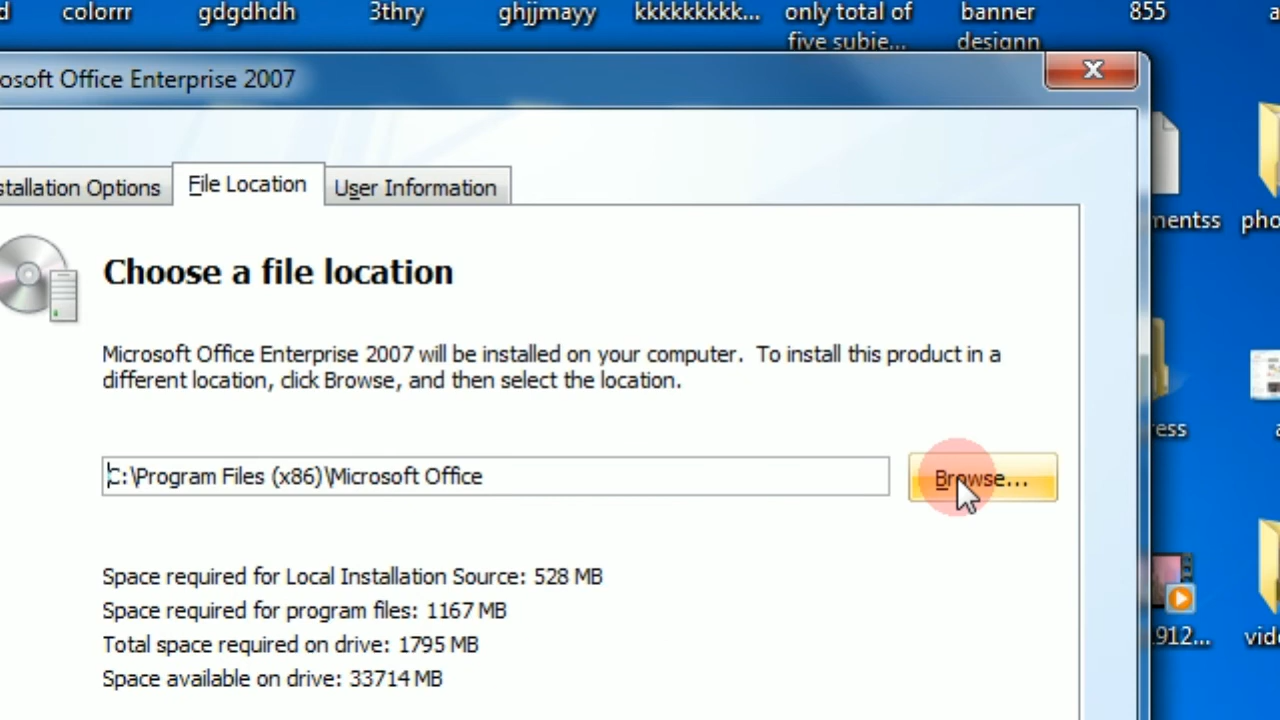 colorrr
gdgdhdh
3thry
ghjjmayy
kkkkkkkkk...
only total of
five subje...
banner
designn
855
osoft Office Enterprise 2007
stallation Options
File Location
User Information
mentss
pho
Choose a file location
Microsoft Office Enterprise 2007 will be installed on your computer. To install this product in a
different location, click Browse, and then select the location.
ess
C:\Program Files (x86)\Microsoft Office
Browse...
Space required for Local Installation Source: 528 MB
Space required for program files: 1167 MB
Total space required on drive: 1795 MB
Space available on drive: 33714 MB
912...
vide